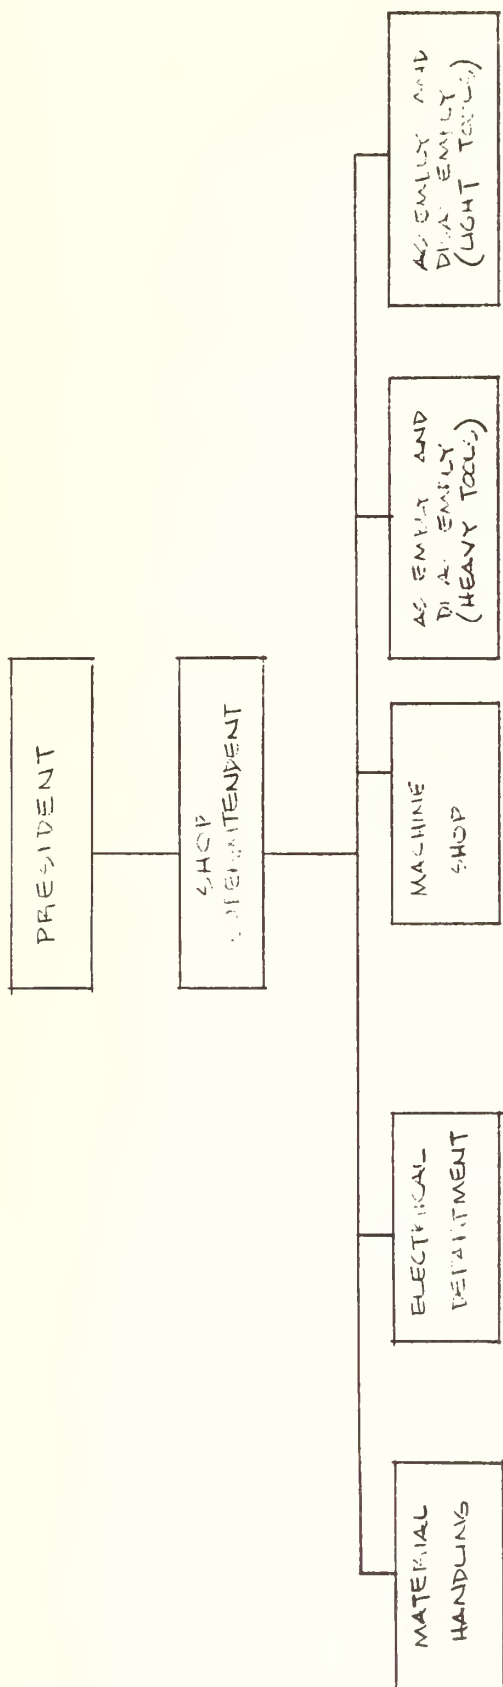 PRESIDENT
SHOP
SUPERINTENDENT
MATERIAL
HANDLING
ELECTRICAL
DEPARTMENT
MACHINE
SHOP
ASSEMBLY AND
DISASSEMBLY
(HEAVY TOOLS)
ASSEMBLY AND
DISASSEMBLY
(LIGHT TOOLS)